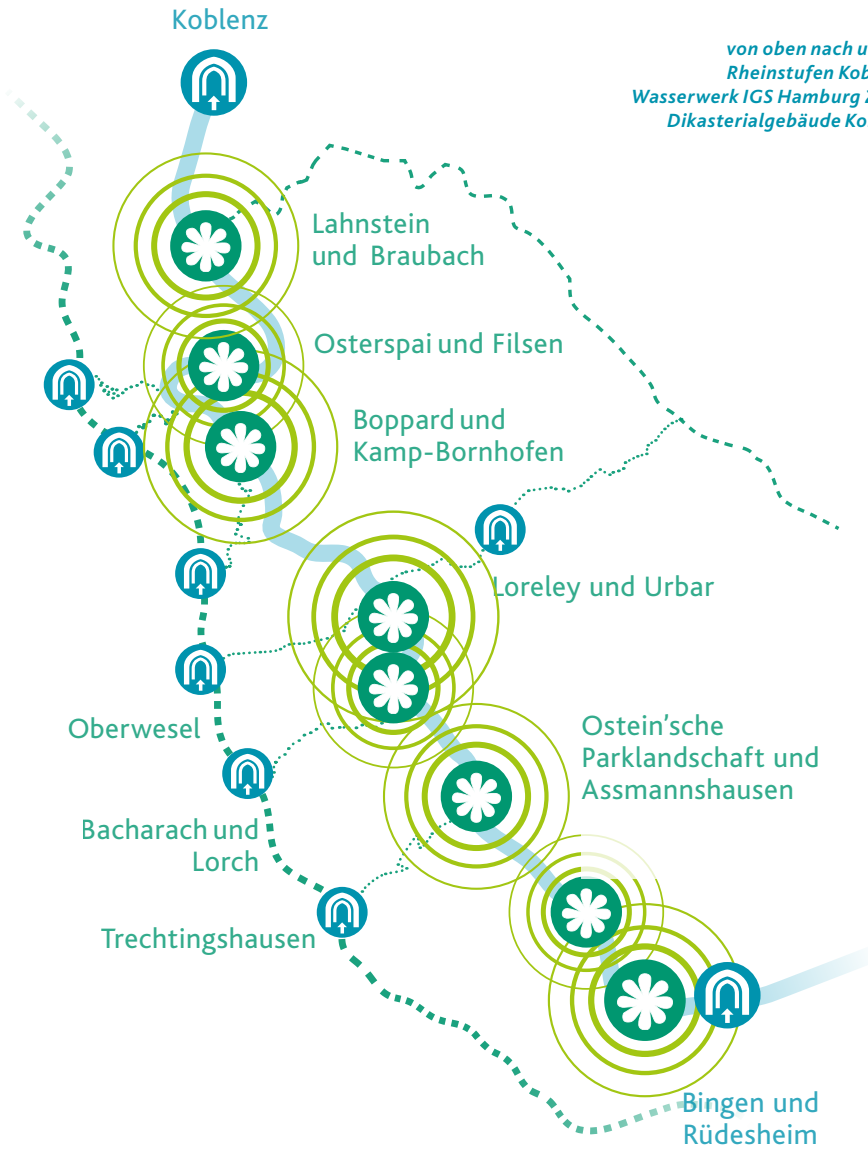 Koblenz
von oben nach u
Rheinstufen Kob
Wasserwerk IGS Hamburg
Dikasterialgebäude Ko
Lahnstein
und Braubach
Osterspai und Filsen
Boppard und
Kamp-Bornhofen
Loreley und Urbar
Oberwesel
Ostein’sche
Parklandschaft und
Assmannshausen
Bacharach und
Lorch
Trechtingshausen
Bingen und
Rüdesheim